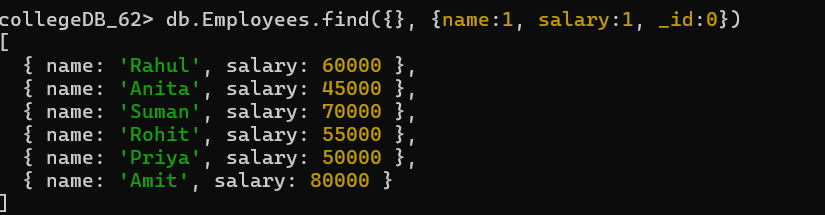 collegeDB_62> db.Employees.find({}, {name:1, salary:1, _id:0})
[
  { name: 'Rahul', salary: 60000 },
  { name: 'Anita', salary: 45000 },
  { name: 'Suman', salary: 70000 },
  { name: 'Rohit', salary: 55000 },
  { name: 'Priya', salary: 50000 },
  { name: 'Amit', salary: 80000 }
]